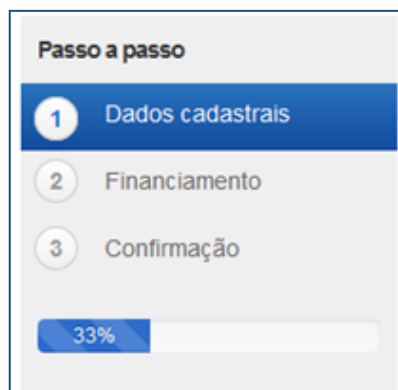 Passo a passo
1 Dados cadastrais
2 Financiamento
3 Confirmação
33%